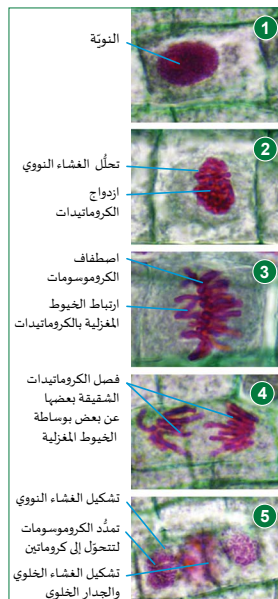 1
النويّة
2
تحلُّل الغشاء النووي
ازدواج
الكروماتيدات
3
اصطفاف
الكروموسومات
ارتباط الخيوط
المغزلية بالكروماتيدات
4
فصل الكروماتيدات
الشقيقة بعضها
عن بعض بوساطة
الخيوط المغزلية
5
تشكيل الغشاء النووي
تمدُّد الكروموسومات
لتتحوّل إلى كروماتين
تشكيل الغشاء الخلوي
والجدار الخلوي